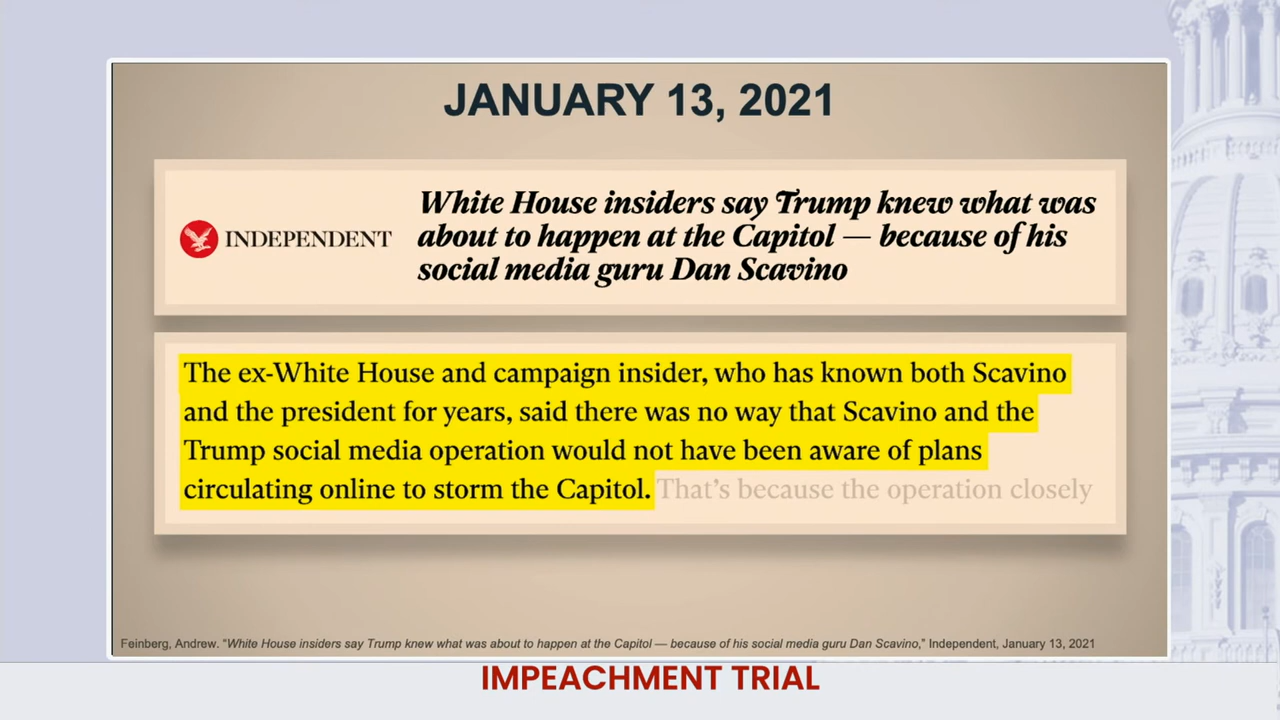 JANUARY 13, 2021
INDEPENDENT
White House insiders say Trump knew what was
about to happen at the Capitol — because of his
social media guru Dan Scavino
The ex-White House and campaign insider, who has known both Scavino
and the president for years, said there was no way that Scavino and the
Trump social media operation would not have been aware of plans
circulating online to storm the Capitol. That’s because the operation closely
Feinberg, Andrew. "White House insiders say Trump knew what was about to happen at the Capitol — because of his social media guru Dan Scavino," Independent, January 13, 2021
IMPEACHMENT TRIAL